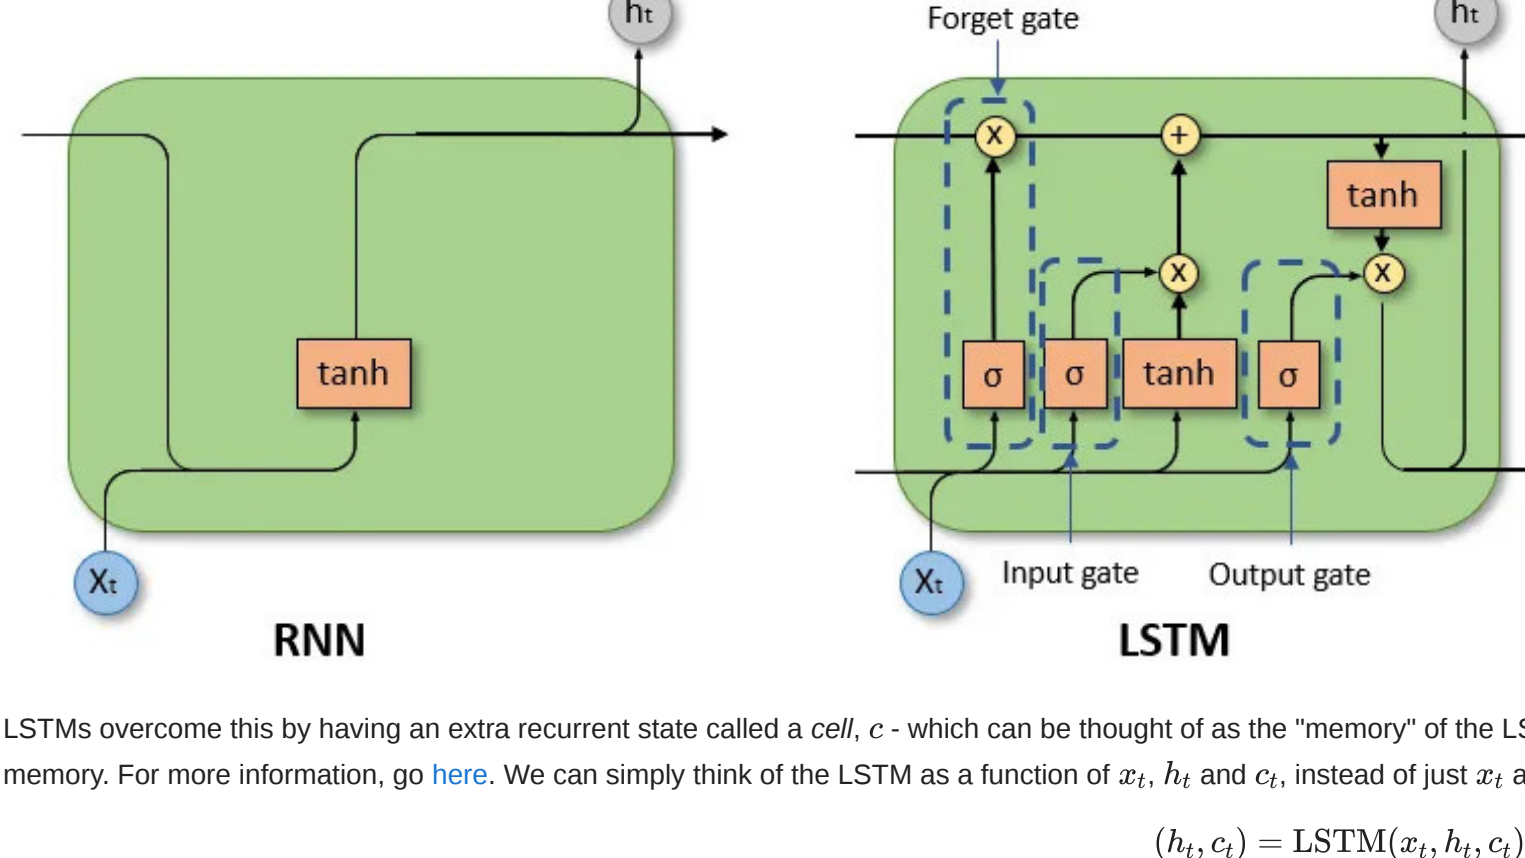 ht
Forget gate
ht
x
+
tanh
x
x
tanh
σ
σ
tanh
σ
Xt
Xt
Input gate
Output gate
RNN
LSTM
LSTMs overcome this by having an extra recurrent state called a cell, c - which can be thought of as the "memory" of the LS
memory. For more information, go here. We can simply think of the LSTM as a function of xₜ, hₜ and cₜ, instead of just xₜ a
(hₜ, cₜ) = LSTM(xₜ, hₜ, cₜ)